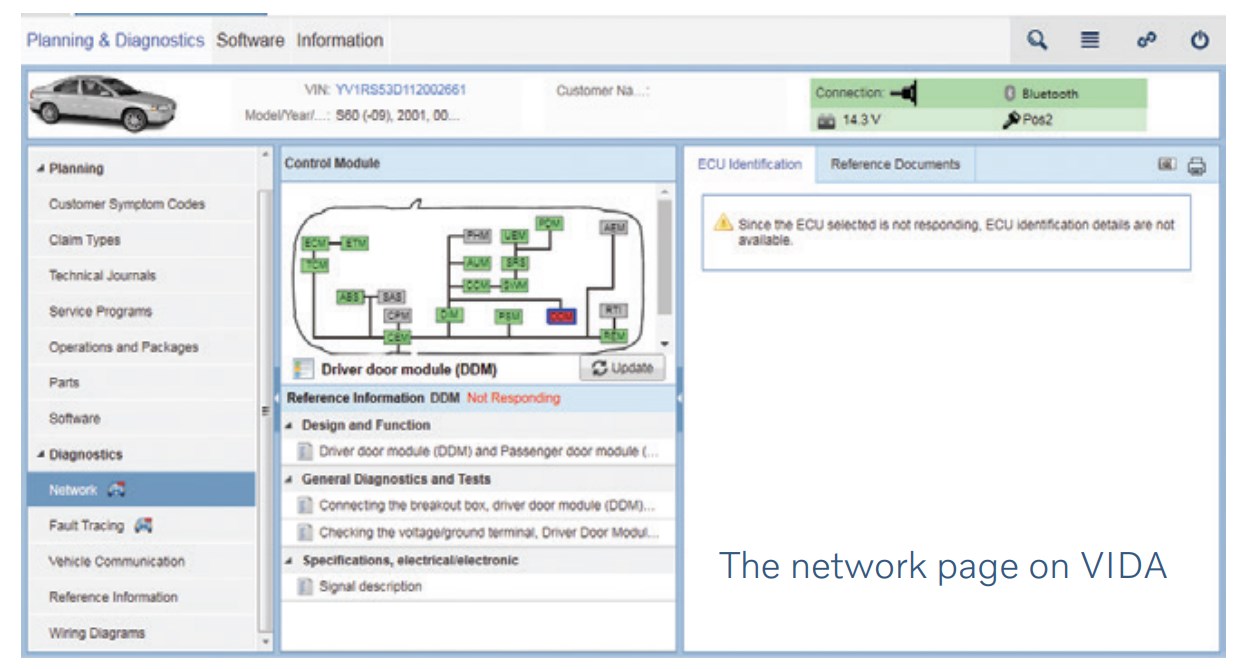 Planning & Diagnostics Software Information
VIN: YV1RS53D112002661
Customer Na...:
Connection:
Bluetooth
Model/Year/...: S60 (-09), 2001, 00...
14.3 V
Pos2
Planning
Customer Symptom Codes
Claim Types
Technical Journals
Service Programs
Operations and Packages
Parts
Software
Diagnostics
Network
Fault Tracing
Vehicle Communication
Reference Information
Wiring Diagrams
Control Module
PHM UEM PDM AEM
ECM ETM
TCM
AUM SRS
CCM SWM
ABS SAS
CPM DIM PSM DDM RTI
CEM REM
Driver door module (DDM)
Update
Reference Information DDM Not Responding
Design and Function
Driver door module (DDM) and Passenger door module (...
General Diagnostics and Tests
Connecting the breakout box, driver door module (DDM)...
Checking the voltage/ground terminal, Driver Door Modul...
Specifications, electrical/electronic
Signal description
ECU Identification
Reference Documents
Since the ECU selected is not responding, ECU identification details are not
available.
The network page on VIDA